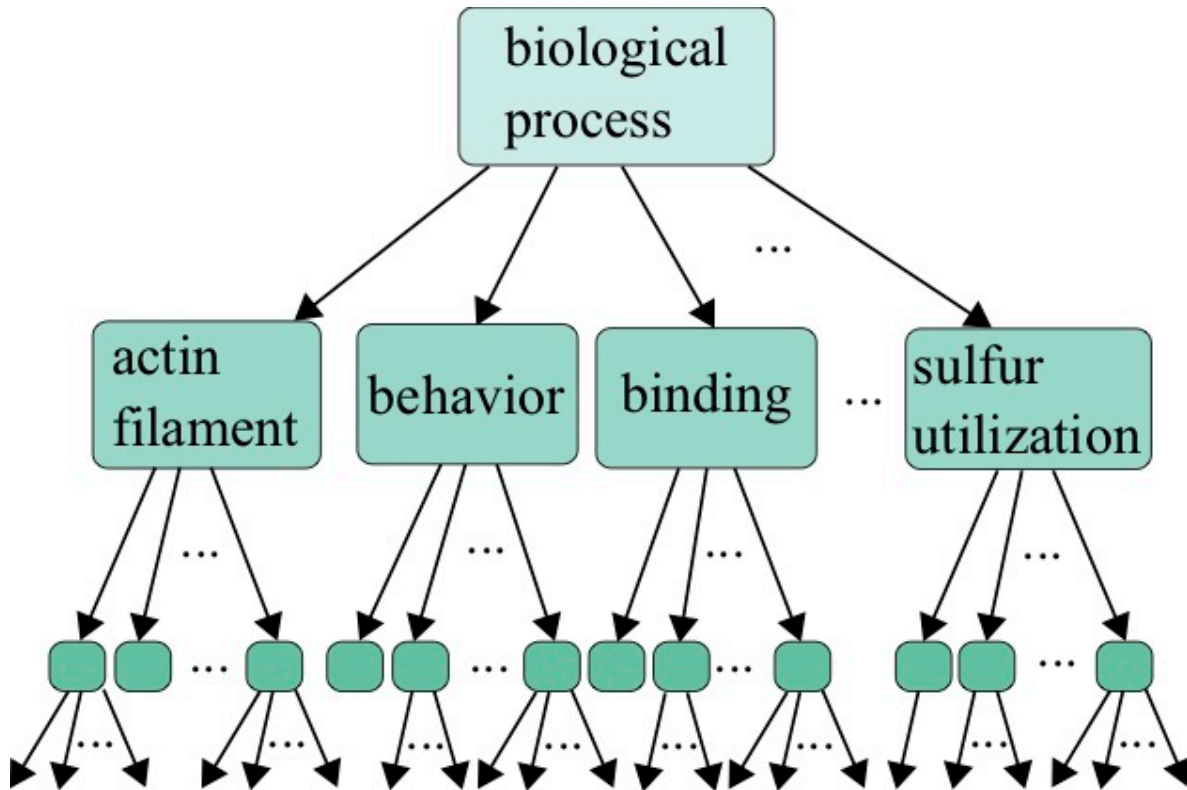 biological
process
...
actin
filament
behavior
binding
...
sulfur
utilization
... ... ... ...
... ... ... ...
... ... ... ... ... ... ...